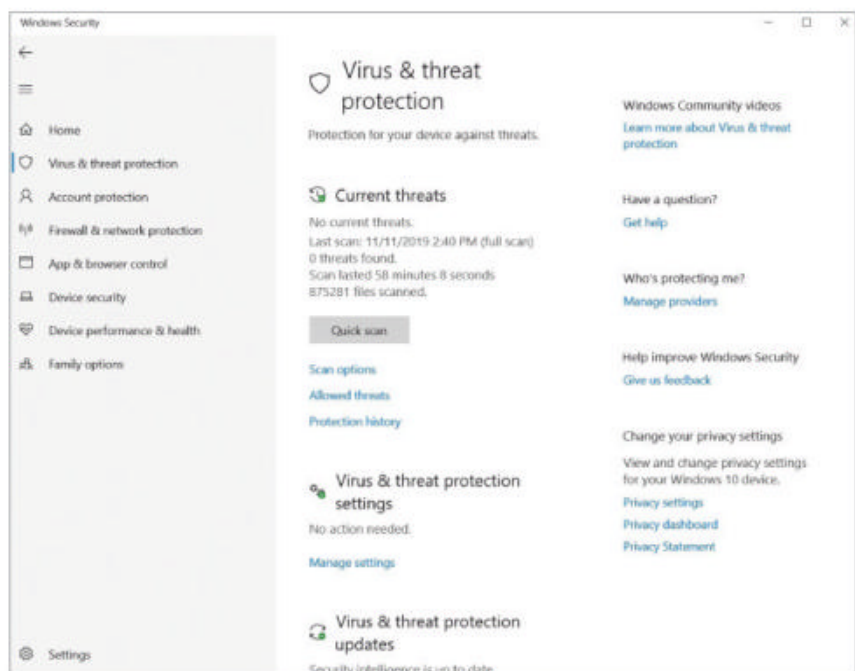 Windows Security
Home
Virus & threat protection
Account protection
Firewall & network protection
App & browser control
Device security
Device performance & health
Family options
Settings
Virus & threat
protection
Protection for your device against threats.
Current threats
No current threats.
Last scan: 11/11/2019 2:40 PM (full scan)
0 threats found.
Scan lasted 58 minutes 8 seconds
875281 files scanned.
Quick scan
Scan options
Allowed threats
Protection history
Virus & threat protection
settings
No action needed.
Manage settings
Virus & threat protection
updates
Security intelligence is up to date.
Windows Community videos
Learn more about Virus & threat
protection
Have a question?
Get help
Who's protecting me?
Manage providers
Help improve Windows Security
Give us feedback
Change your privacy settings
View and change privacy settings
for your Windows 10 device.
Privacy settings
Privacy dashboard
Privacy Statement